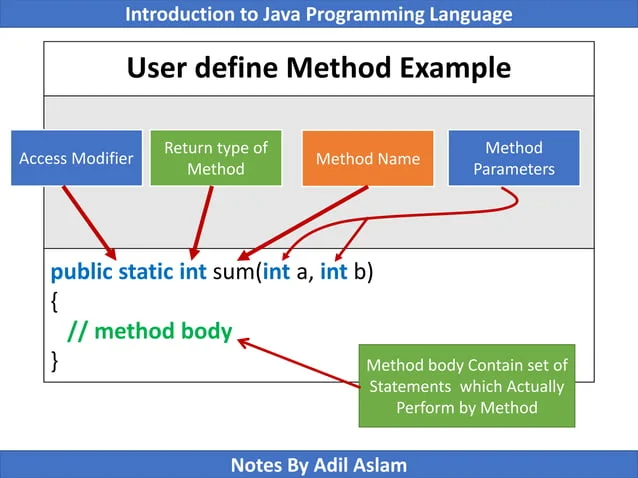 Introduction to Java Programming Language
User define Method Example
Access Modifier
Return type of
Method
Method Name
Method
Parameters
public static int sum(int a, int b)
{
// method body
}
Method body Contain set of
Statements which Actually
Perform by Method
Notes By Adil Aslam